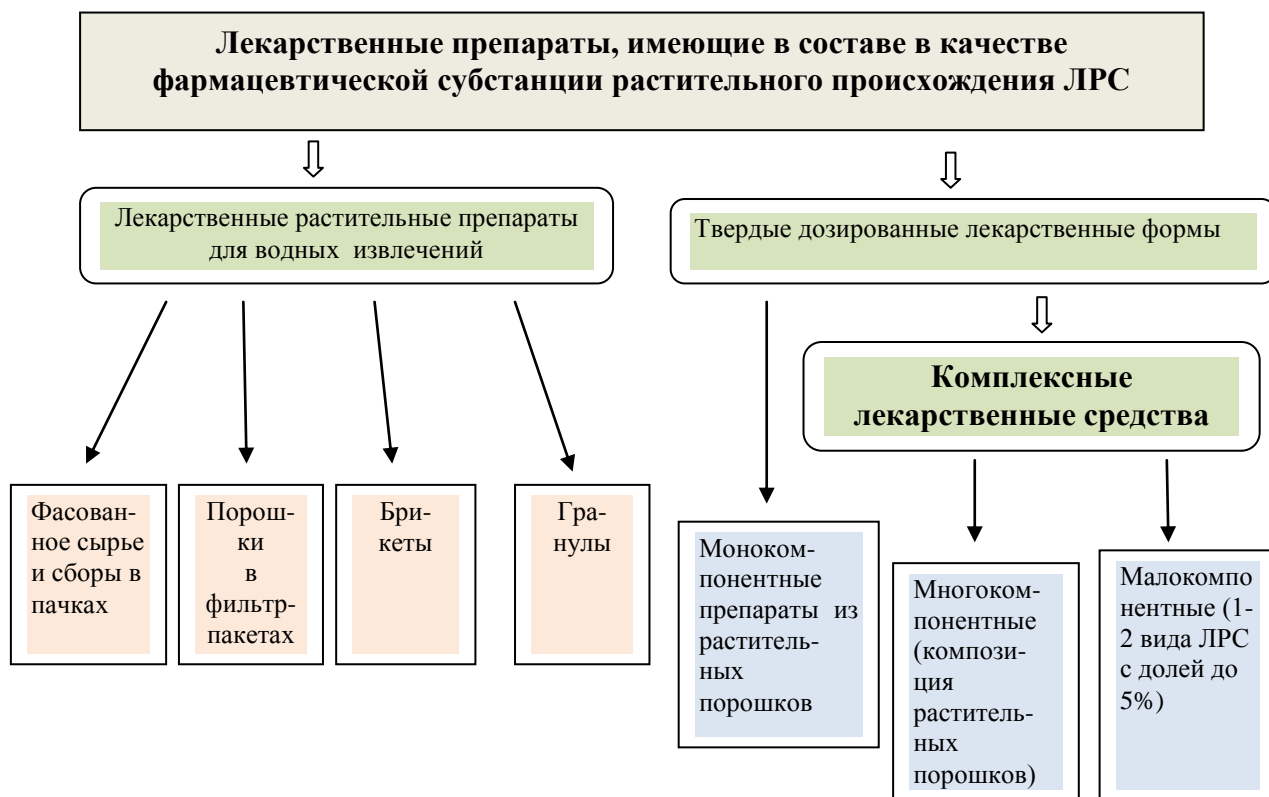 Лекарственные препараты, имеющие в составе в качестве
фармацевтической субстанции растительного происхождения ЛРС
Лекарственные растительные препараты
для водных извлечений
Твердые дозированные лекарственные формы
Комплексные
лекарственные средства
Фасован-
ное сырье
и сборы в
пачках
Порош-
ки
в
фильтр-
пакетах
Бри-
кеты
Гра-
нулы
Моноком-
понентные
препараты из
раститель-
ных
порошков
Многоком-
понентные
(компози-
ция
раститель-
ных
порошков)
Малокомпо
нентные (1-
2 вида ЛРС
с долей до
5%)